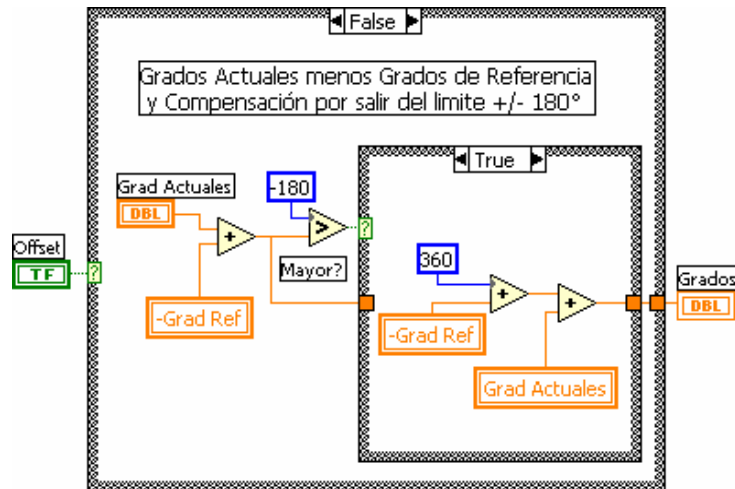 False
Grados Actuales menos Grados de Referencia
y Compensación por salir del limite +/- 180°
True
Grad Actuales
DBL
-180
+
>
?
Mayor?
Offset
TF
?
-Grad Ref
360
+
+
-Grad Ref
Grad Actuales
Grados
DBL